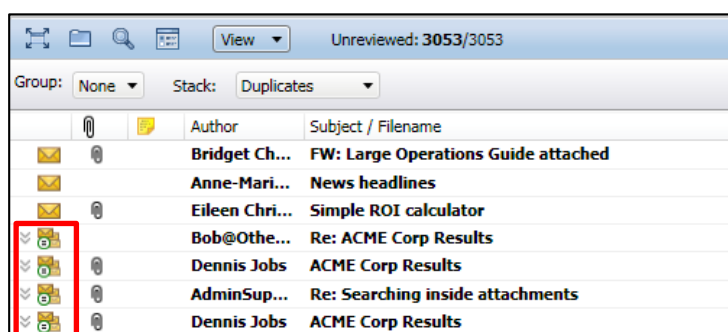 View Unreviewed: 3053/3053
Group: None Stack: Duplicates
Author Subject / Filename
Bridget Ch... FW: Large Operations Guide attached
Anne-Mari... News headlines
Eileen Chri... Simple ROI calculator
Bob@Othe... Re: ACME Corp Results
Dennis Jobs ACME Corp Results
AdminSup... Re: Searching inside attachments
Dennis Jobs ACME Corp Results